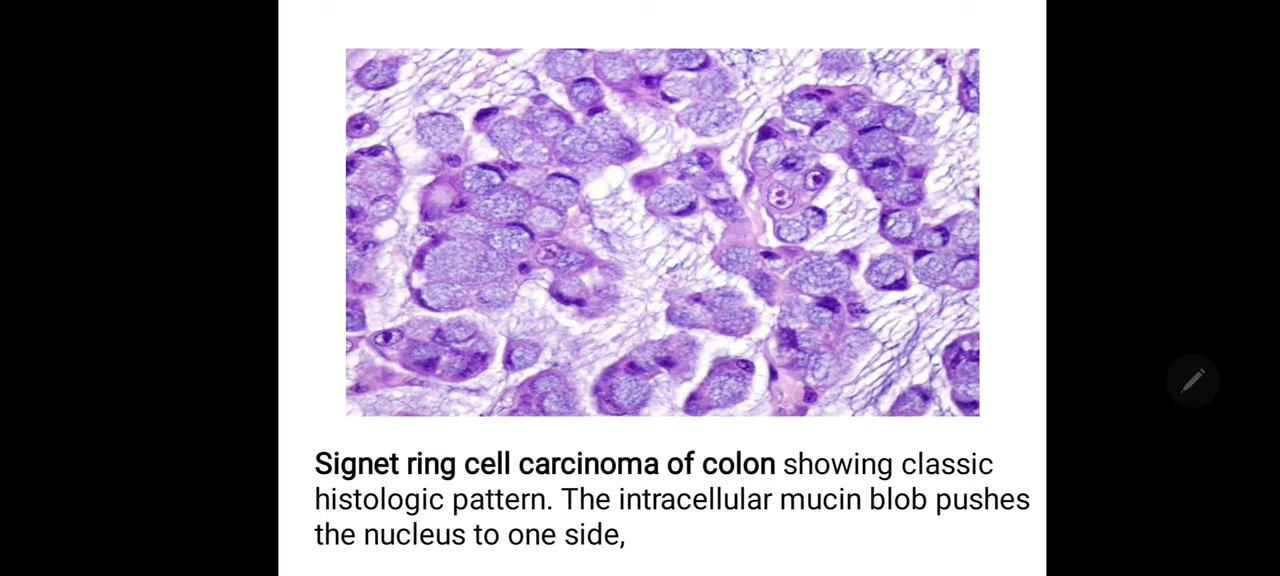 Signet ring cell carcinoma of colon showing classic
histologic pattern. The intracellular mucin blob pushes
the nucleus to one side,